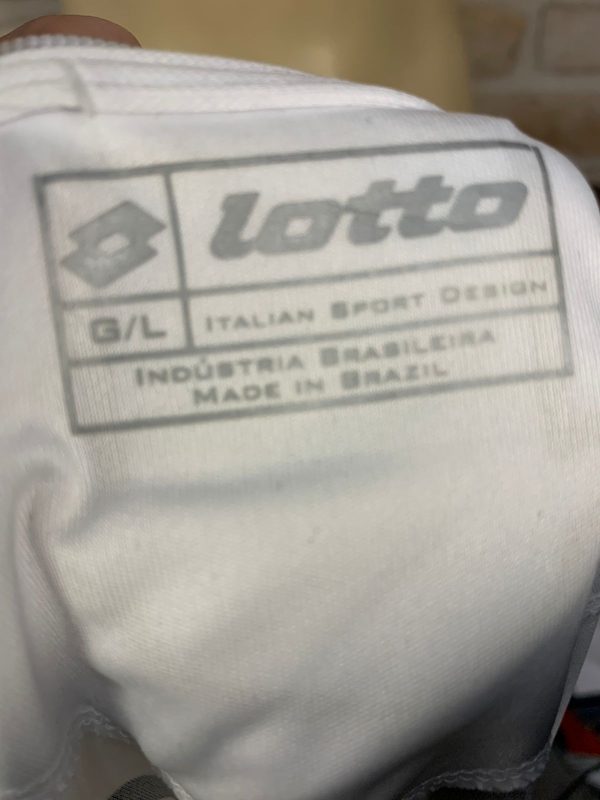 lotto
G/L
ITALIAN SPORT DESIGN
INDÚSTRIA BRASILEIRA
MADE IN BRAZIL